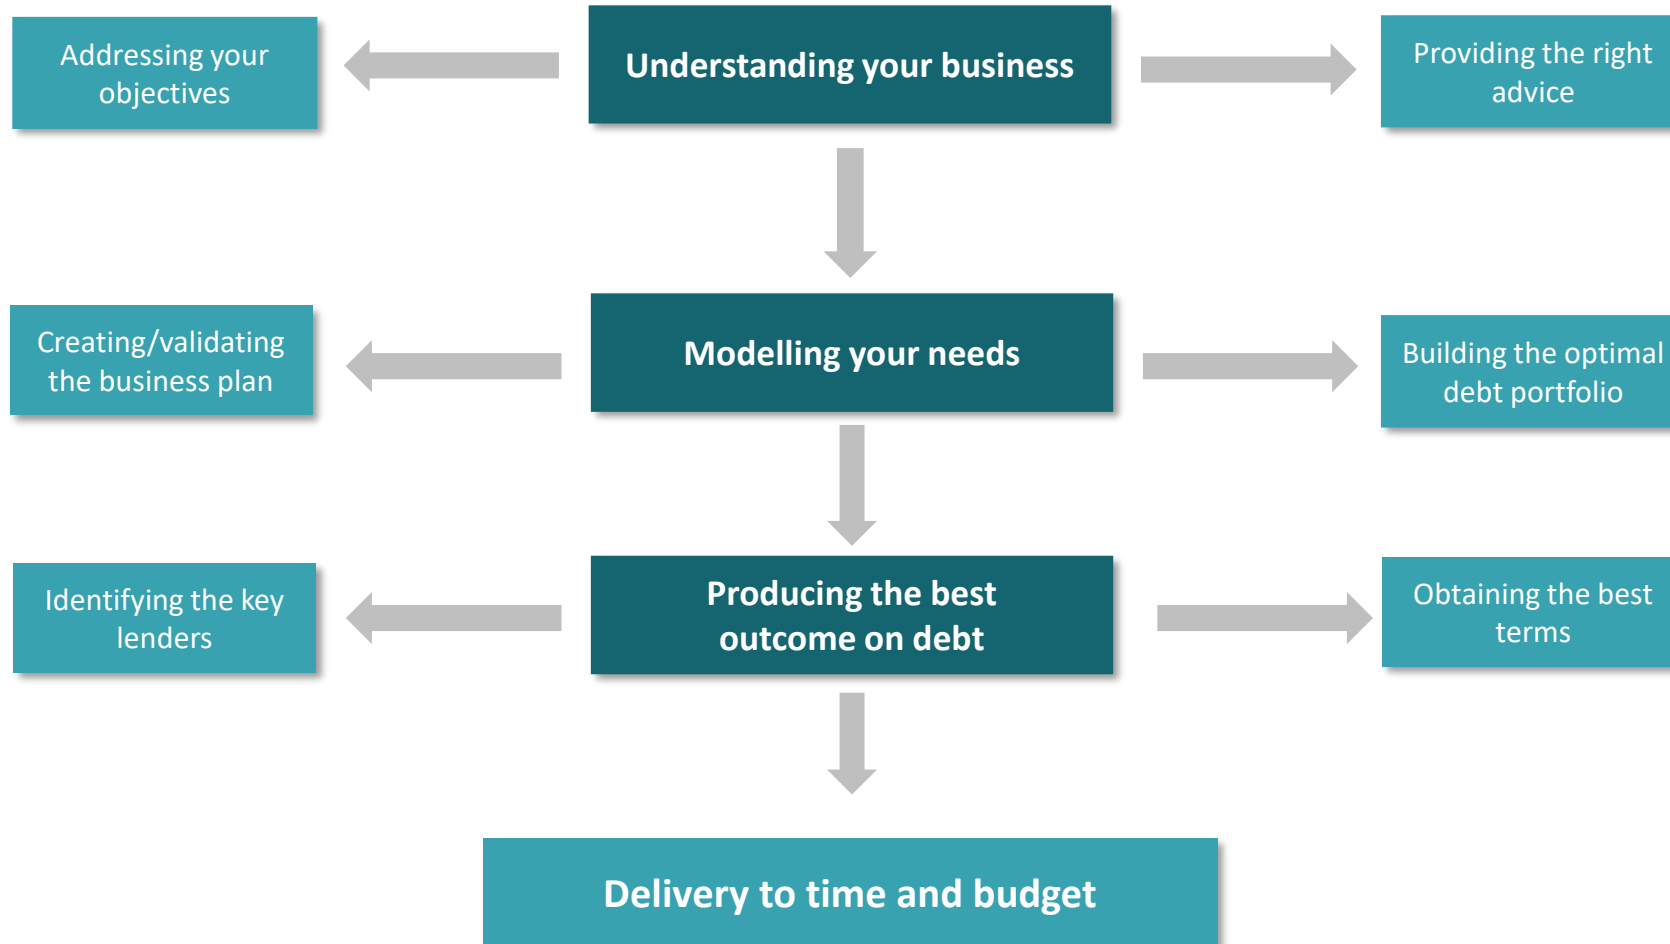 Addressing your
objectives
Understanding your business
Providing the right
advice
Creating/validating
the business plan
Modelling your needs
Building the optimal
debt portfolio
Identifying the key
lenders
Producing the best
outcome on debt
Obtaining the best
terms
Delivery to time and budget